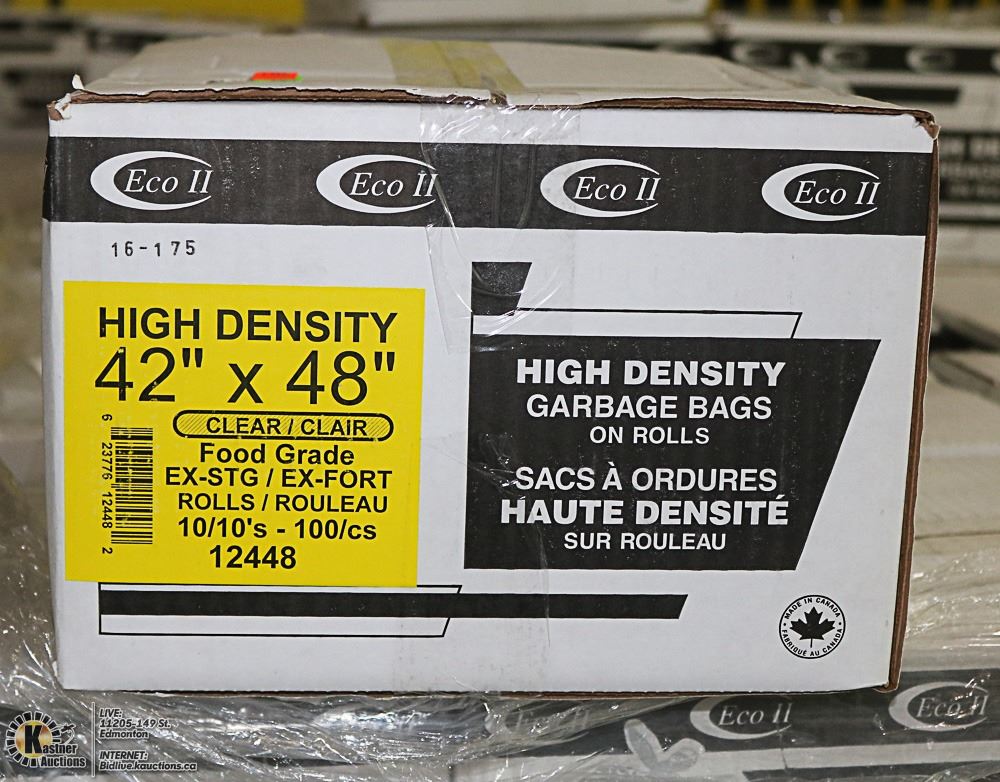 Eco II Eco II Eco II Eco II
16-175
HIGH DENSITY
42" x 48"
CLEAR / CLAIR
Food Grade
EX-STG / EX-FORT
ROLLS / ROULEAU
10/10's - 100/cs
12448
6 23776 12448 2
HIGH DENSITY
GARBAGE BAGS
ON ROLLS
SACS À ORDURES
HAUTE DENSITÉ
SUR ROULEAU
MADE IN CANADA
FABRIQUÉ AU CANADA
Eco II Eco II
Kastner
Auctions
LIVE:
11205-149 St.
Edmonton
INTERNET:
Bidlive.kauctions.ca